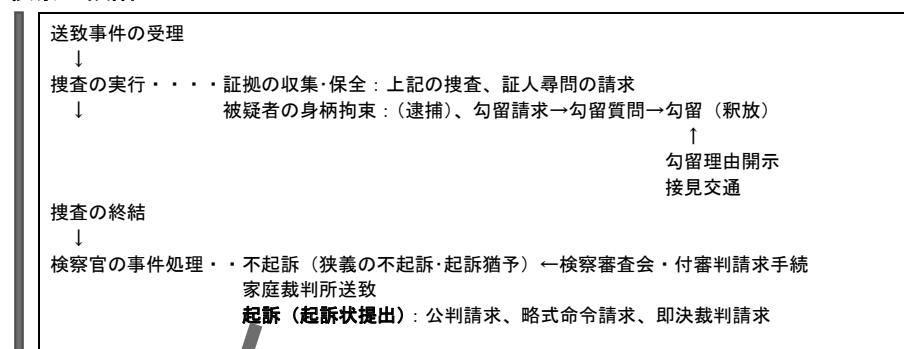 送致事件の受理
↓
捜査の実行・・・・証拠の収集･保全：上記の捜査、証人尋問の請求
↓ 被疑者の身柄拘束：（逮捕）、勾留請求→勾留質問→勾留（釈放）
↑
勾留理由開示
接見交通
捜査の終結
↓
検察官の事件処理・・不起訴（狭義の不起訴･起訴猶予）←検察審査会・付審判請求手続
家庭裁判所送致
起訴（起訴状提出）：公判請求、略式命令請求、即決裁判請求